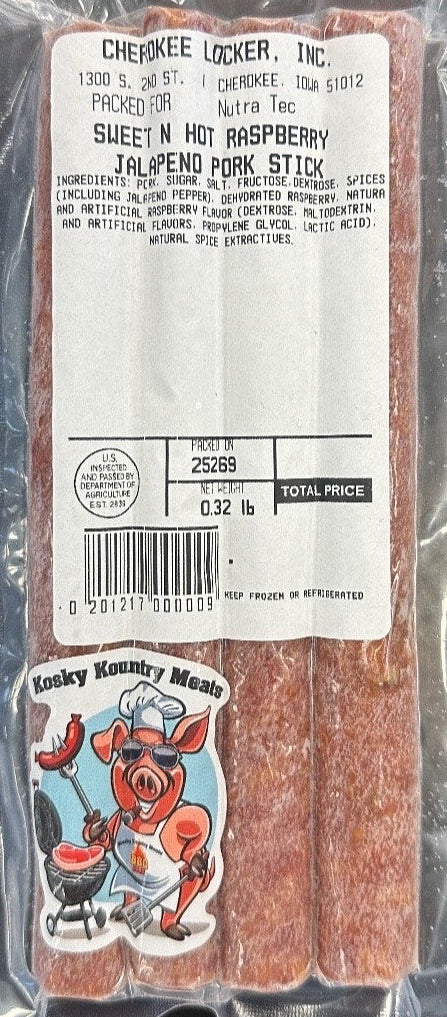 CHEROKEE LOCKER, INC.
1300 S. 2ND ST. | CHEROKEE, IOWA 51012
PACKED FOR Nutra Tec
SWEET N HOT RASPBERRY
JALAPENO PORK STICK
INGREDIENTS: PORK, SUGAR, SALT, FRUCTOSE, DEXTROSE, SPICES
(INCLUDING JALAPENO PEPPER), DEHYDRATED RASPBERRY, NATURA
AND ARTIFICIAL RASPBERRY FLAVOR (DEXTROSE, MALTODEXTRIN,
AND ARTIFICIAL FLAVORS, PROPYLENE GLYCOL, LACTIC ACID),
NATURAL SPICE EXTRACTIVES.
U.S.
INSPECTED
AND PASSED BY
DEPARTMENT OF
AGRICULTURE
EST.
PACKED ON
25269
NET WEIGHT
0.32 lb
TOTAL PRICE
0 201217 000009
KEEP FROZEN OR REFRIGERATED
Kosky Kountry Meats
Kosky Kountry Meats
BBQ